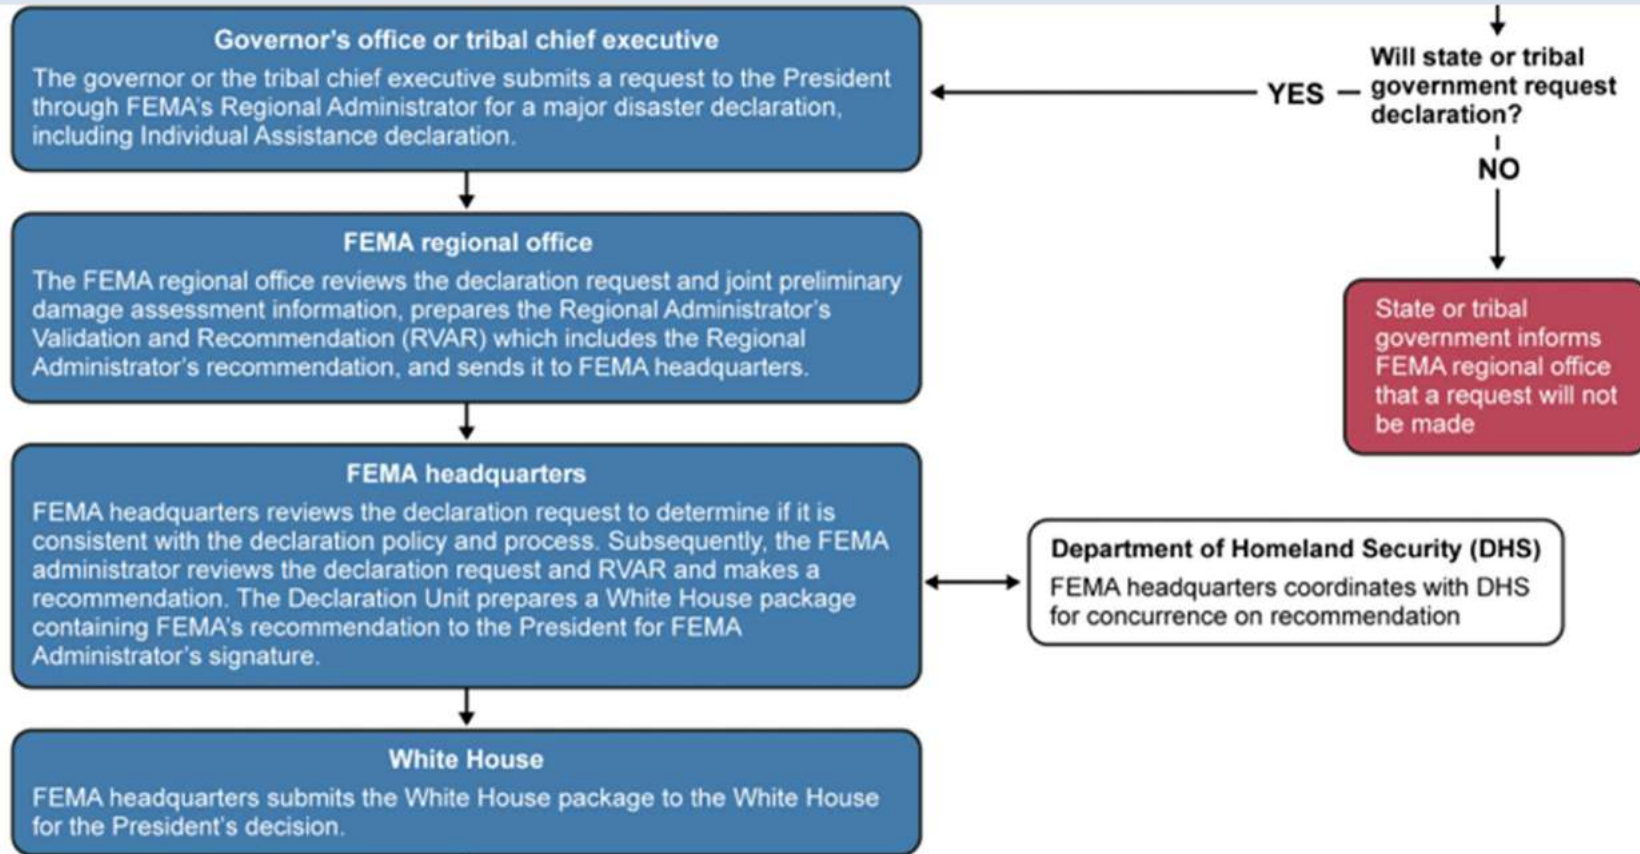 Governor's office or tribal chief executive
The governor or the tribal chief executive submits a request to the President
through FEMA's Regional Administrator for a major disaster declaration,
including Individual Assistance declaration.
YES
Will state or tribal
government request
declaration?
NO
FEMA regional office
The FEMA regional office reviews the declaration request and joint preliminary
damage assessment information, prepares the Regional Administrator's
Validation and Recommendation (RVAR) which includes the Regional
Administrator's recommendation, and sends it to FEMA headquarters.
State or tribal
government informs
FEMA regional office
that a request will not
be made
FEMA headquarters
FEMA headquarters reviews the declaration request to determine if it is
consistent with the declaration policy and process. Subsequently, the FEMA
administrator reviews the declaration request and RVAR and makes a
recommendation. The Declaration Unit prepares a White House package
containing FEMA's recommendation to the President for FEMA
Administrator's signature.
Department of Homeland Security (DHS)
FEMA headquarters coordinates with DHS
for concurrence on recommendation
White House
FEMA headquarters submits the White House package to the White House
for the President's decision.